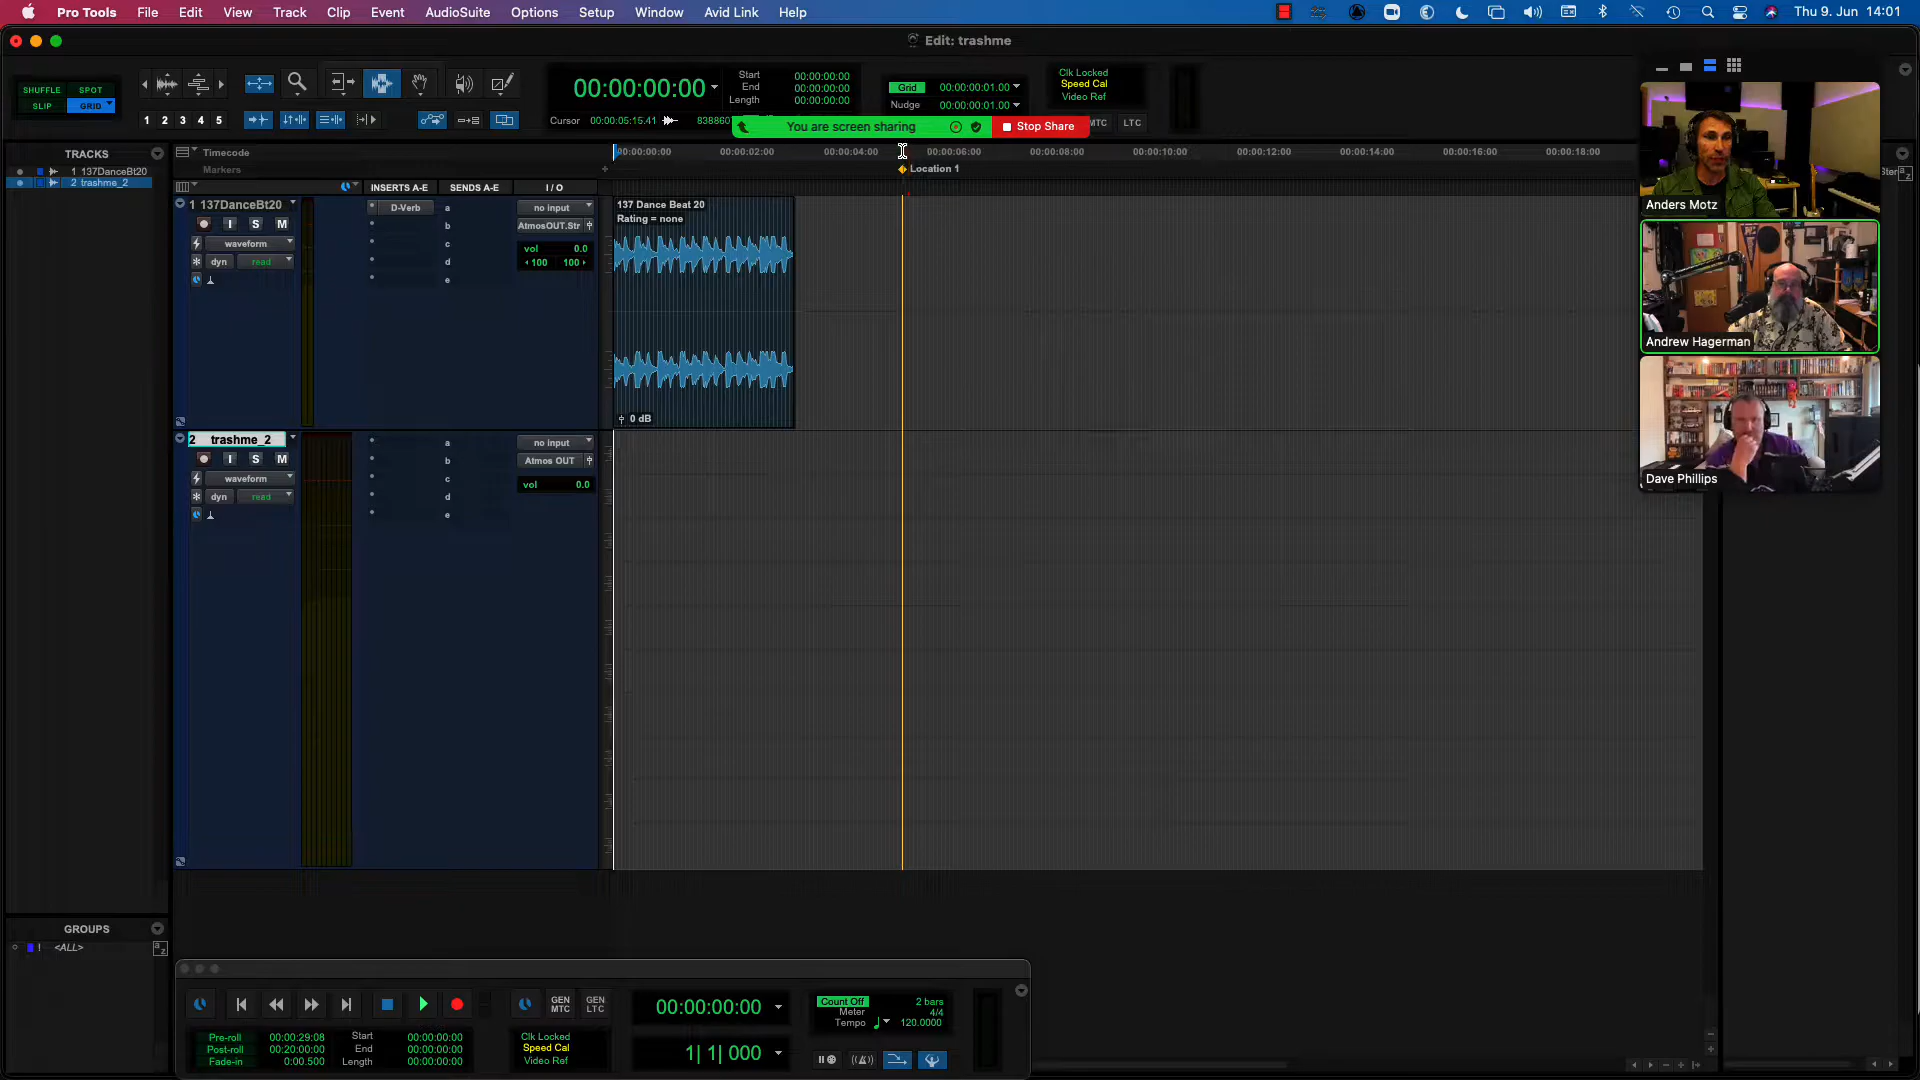 Pro Tools File Edit View Track Clip Event AudioSuite Options Setup Window Avid Link Help Thu 9. Jun 14:01
Edit: trashme
SHUFFLE SPOT
SLIP GRID
1 2 3 4 5
00:00:00:00
Start 00:00:00:00
End 00:00:00:00
Length 00:00:00:00
Cursor 00:00:05:15.41 838860
Grid 00:00:00:01.00
Nudge 00:00:00:01.00
Clk Locked
Speed Cal
Video Ref
MTC LTC
You are screen sharing Stop Share
TRACKS
1 137DanceBt20
2 trashme_2
Timecode 00:00:00:00 00:00:02:00 00:00:04:00 00:00:06:00 00:00:08:00 00:00:10:00 00:00:12:00 00:00:14:00 00:00:16:00 00:00:18:00
Markers Location 1
INSERTS A-E SENDS A-E I / O
1 137DanceBt20
I S M
waveform
dyn read
D-Verb
a
b
c
d
e
no input
AtmosOUT.Str
vol 0.0
100 100
137 Dance Beat 20
Rating = none
0 dB
2 trashme_2
I S M
waveform
dyn read
a
b
c
d
e
no input
Atmos OUT
vol 0.0
Anders Motz
Andrew Hagerman
Dave Phillips
GROUPS
! <ALL>
a z
GEN MTC
GEN LTC
00:00:00:00
1| 1| 000
Count Off 2 bars
Meter 4/4
Tempo 120.0000
Pre-roll 00:00:29:08
Post-roll 00:20:00:00
Fade-in 0:00.500
Start 00:00:00:00
End 00:00:00:00
Length 00:00:00:00
Clk Locked
Speed Cal
Video Ref